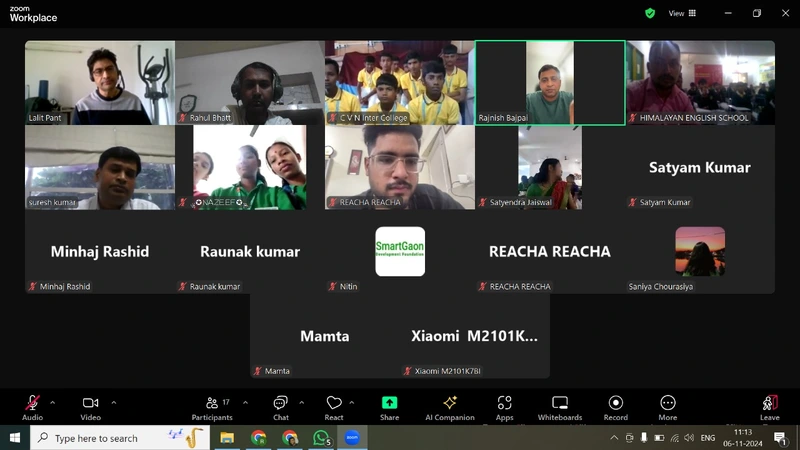 zoom
Workplace
View
Lalit Pant
Rahul Bhatt
C V N Inter College
Rajnish Bajpai
HIMALAYAN ENGLISH SCHOOL
suresh kumar
NAZEEF
REACHA REACHA
Satyendra Jaiswal
Satyam Kumar
Satyam Kumar
Minhaj Rashid
Minhaj Rashid
Raunak kumar
Raunak kumar
SmartGaon
Development Foundation
Nitin
REACHA REACHA
REACHA REACHA
Saniya Chourasiya
Mamta
Mamta
Xiaomi M2101K...
Xiaomi M2101K7BI
Audio
Video
17
Participants
Chat
React
Share
AI Companion
Apps
Whiteboards
Record
More
Leave
Type here to search
5
zoom
ENG
11:13
06-11-2024
1